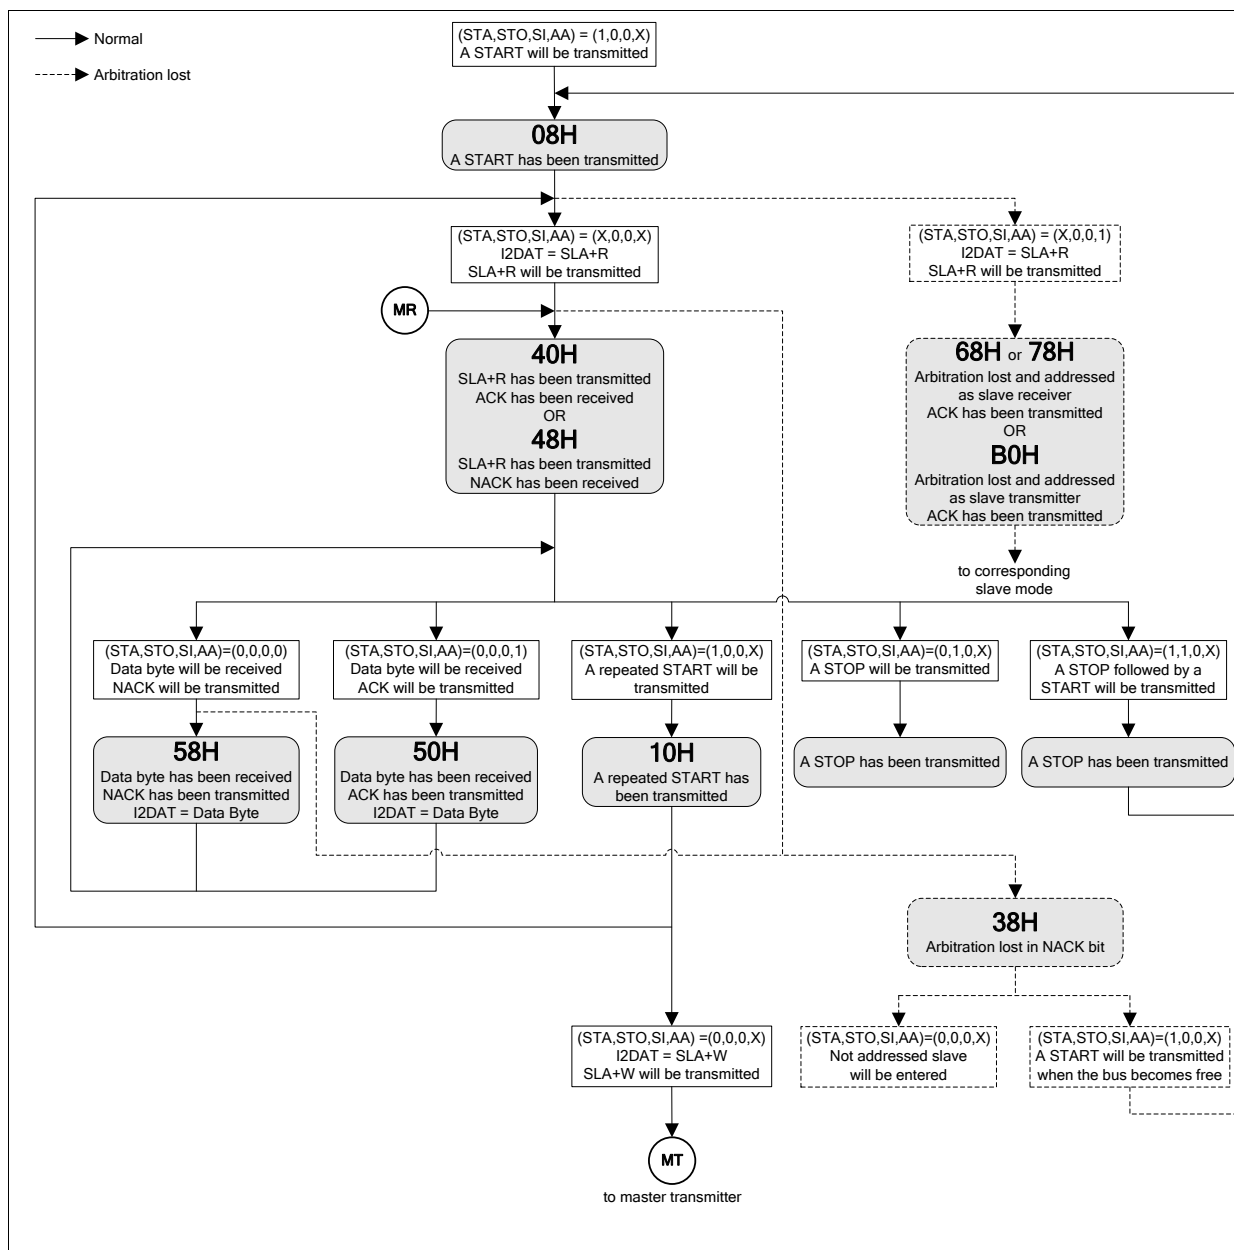 Normal
Arbitration lost
(STA,STO,SI,AA) = (1,0,0,X)
A START will be transmitted
08H
A START has been transmitted
(STA,STO,SI,AA) = (X,0,0,X)
I2DAT = SLA+R
SLA+R will be transmitted
(STA,STO,SI,AA) = (X,0,0,1)
I2DAT = SLA+R
SLA+R will be transmitted
MR
40H
SLA+R has been transmitted
ACK has been received
OR
48H
SLA+R has been transmitted
NACK has been received
68H or 78H
Arbitration lost and addressed
as slave receiver
ACK has been transmitted
OR
B0H
Arbitration lost and addressed
as slave transmitter
ACK has been transmitted
to corresponding
slave mode
(STA,STO,SI,AA)=(0,0,0,0)
Data byte will be received
NACK will be transmitted
(STA,STO,SI,AA)=(0,0,0,1)
Data byte will be received
ACK will be transmitted
(STA,STO,SI,AA)=(1,0,0,X)
A repeated START will be
transmitted
(STA,STO,SI,AA)=(0,1,0,X)
A STOP will be transmitted
(STA,STO,SI,AA)=(1,1,0,X)
A STOP followed by a
START will be transmitted
58H
Data byte has been received
NACK has been transmitted
I2DAT = Data Byte
50H
Data byte has been received
ACK has been transmitted
I2DAT = Data Byte
10H
A repeated START has
been transmitted
A STOP has been transmitted
A STOP has been transmitted
38H
Arbitration lost in NACK bit
(STA,STO,SI,AA) =(0,0,0,X)
I2DAT = SLA+W
SLA+W will be transmitted
(STA,STO,SI,AA)=(0,0,0,X)
Not addressed slave
will be entered
(STA,STO,SI,AA)=(1,0,0,X)
A START will be transmitted
when the bus becomes free
MT
to master transmitter